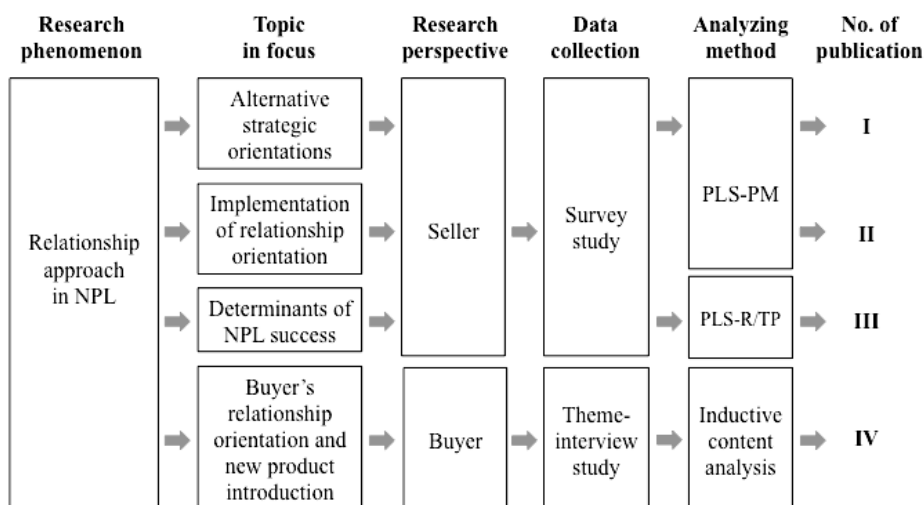 Research
phenomenon
Topic
in focus
Research
perspective
Data
collection
Analyzing
method
No. of
publication
Relationship
approach
in NPL
Alternative
strategic
orientations
Implementation
of relationship
orientation
Determinants of
NPL success
Buyer’s
relationship
orientation and
new product
introduction
Seller
Buyer
Survey
study
Theme-
interview
study
PLS-PM
PLS-R/TP
Inductive
content
analysis
I
II
III
IV